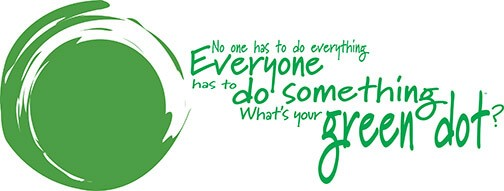 No one has to do everything
Everyone
has to do something
What's your green dot?